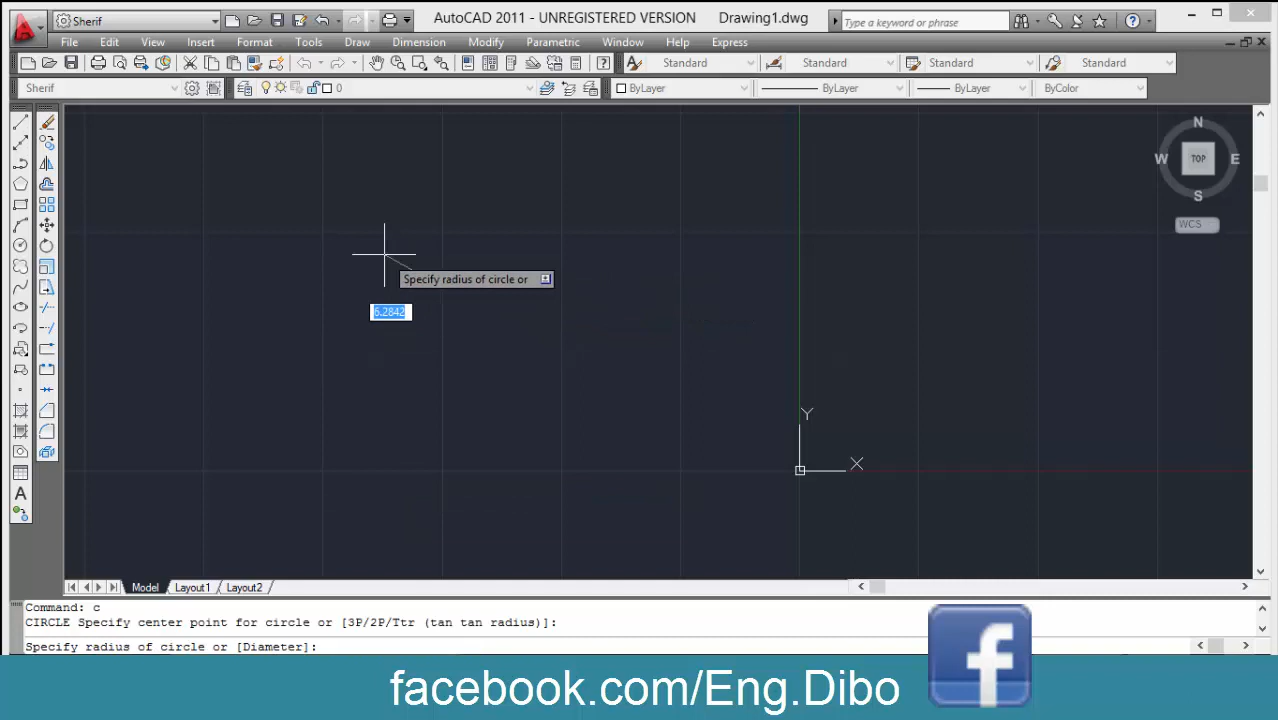 Sherif
AutoCAD 2011 - UNREGISTERED VERSION
Drawing1.dwg
Type a keyword or phrase
File Edit View Insert Format Tools Draw Dimension Modify Parametric Window Help Express
Standard Standard Standard Standard
Sherif 0 ByLayer ByLayer ByLayer ByColor
N
W TOP E
S
WCS
Specify radius of circle or
6.2842
Y
X
A
Model Layout1 Layout2
Command: c
CIRCLE Specify center point for circle or [3P/2P/Ttr (tan tan radius)]:
Specify radius of circle or [Diameter]:
f
facebook.com/Eng.Dibo